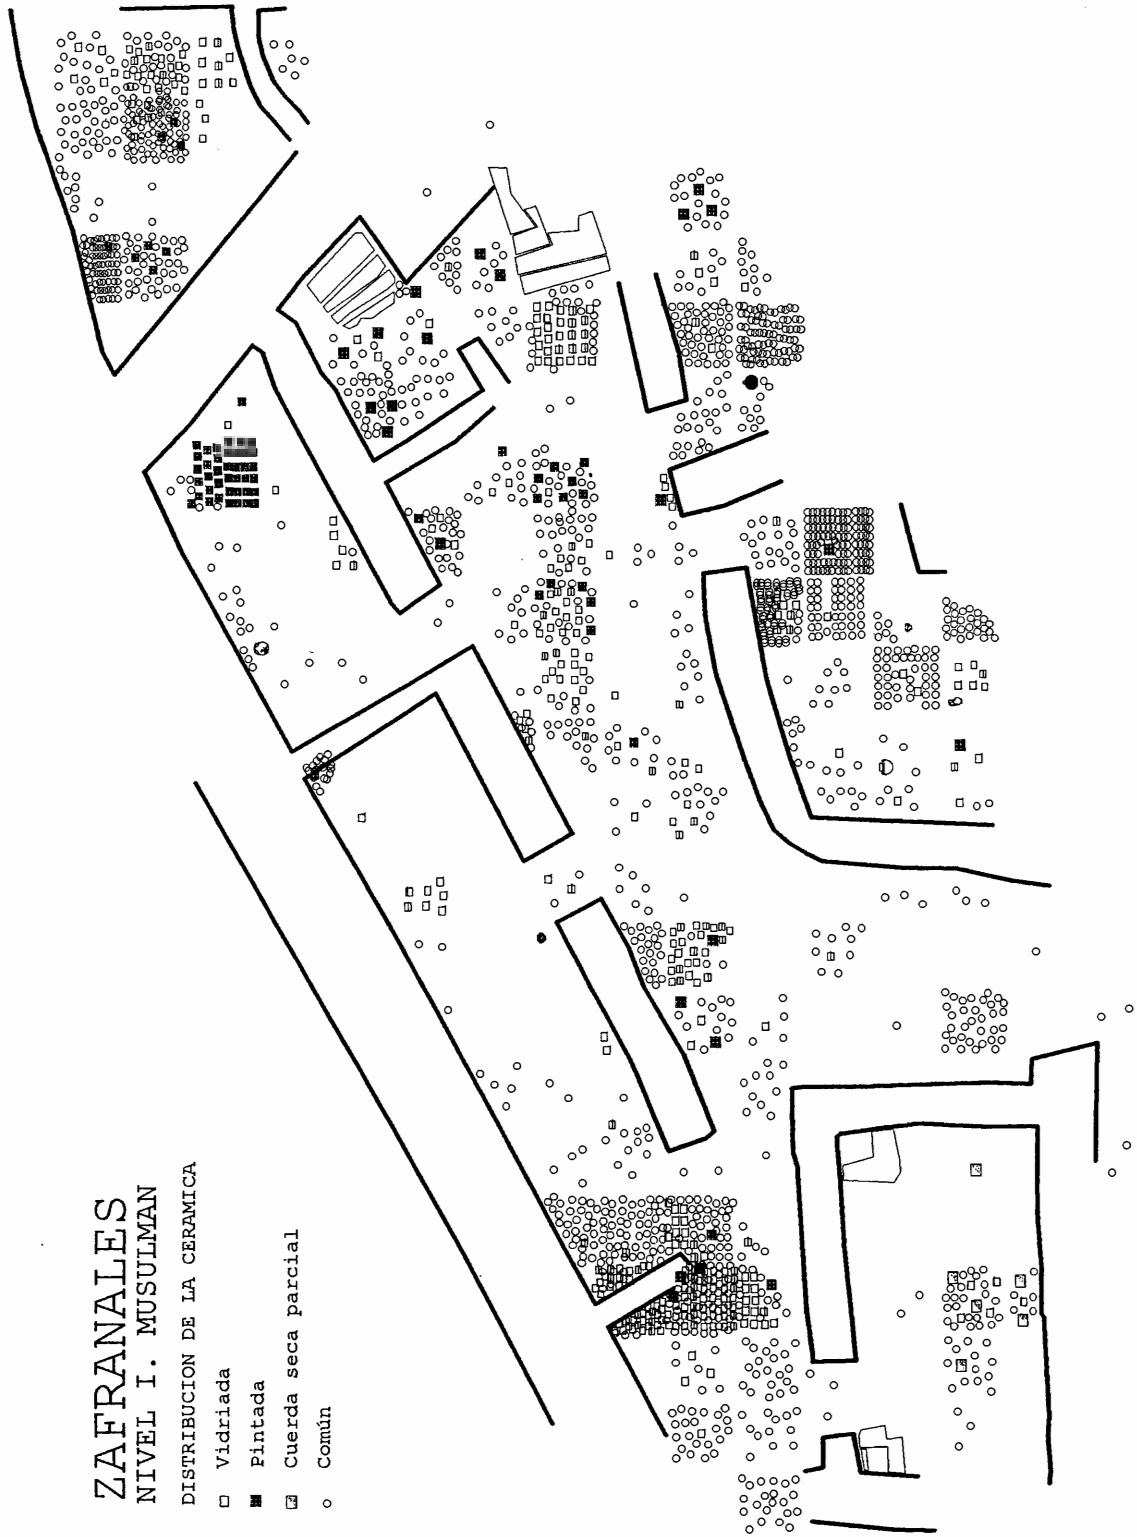 ZAFRANALES
NIVEL I. MUSULMAN
DISTRIBUCION DE LA CERAMICA
Vidriada
Pintada
Cuerda seca parcial
Común